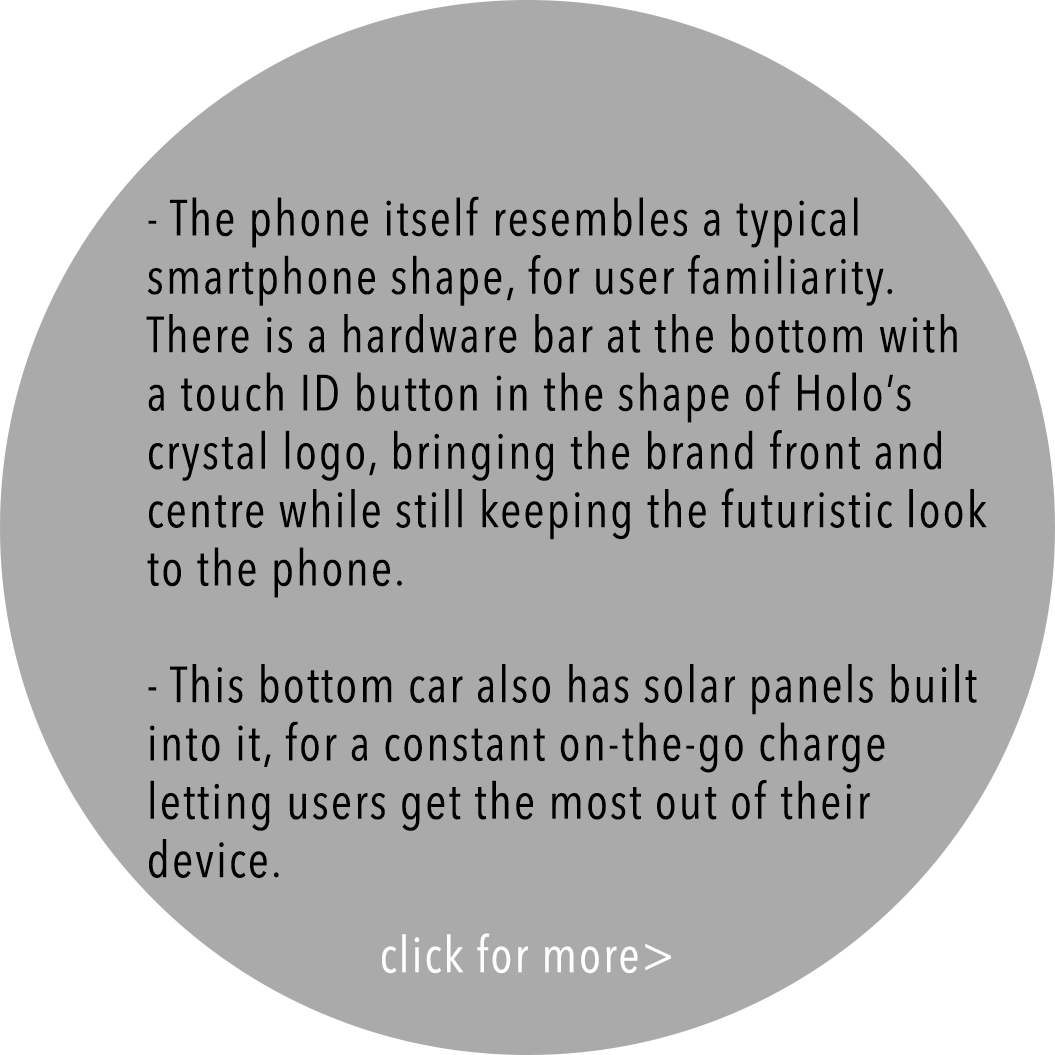 - The phone itself resembles a typical
smartphone shape, for user familiarity.
There is a hardware bar at the bottom with
a touch ID button in the shape of Holo’s
crystal logo, bringing the brand front and
centre while still keeping the futuristic look
to the phone.
- This bottom car also has solar panels built
into it, for a constant on-the-go charge
letting users get the most out of their
device.
click for more>